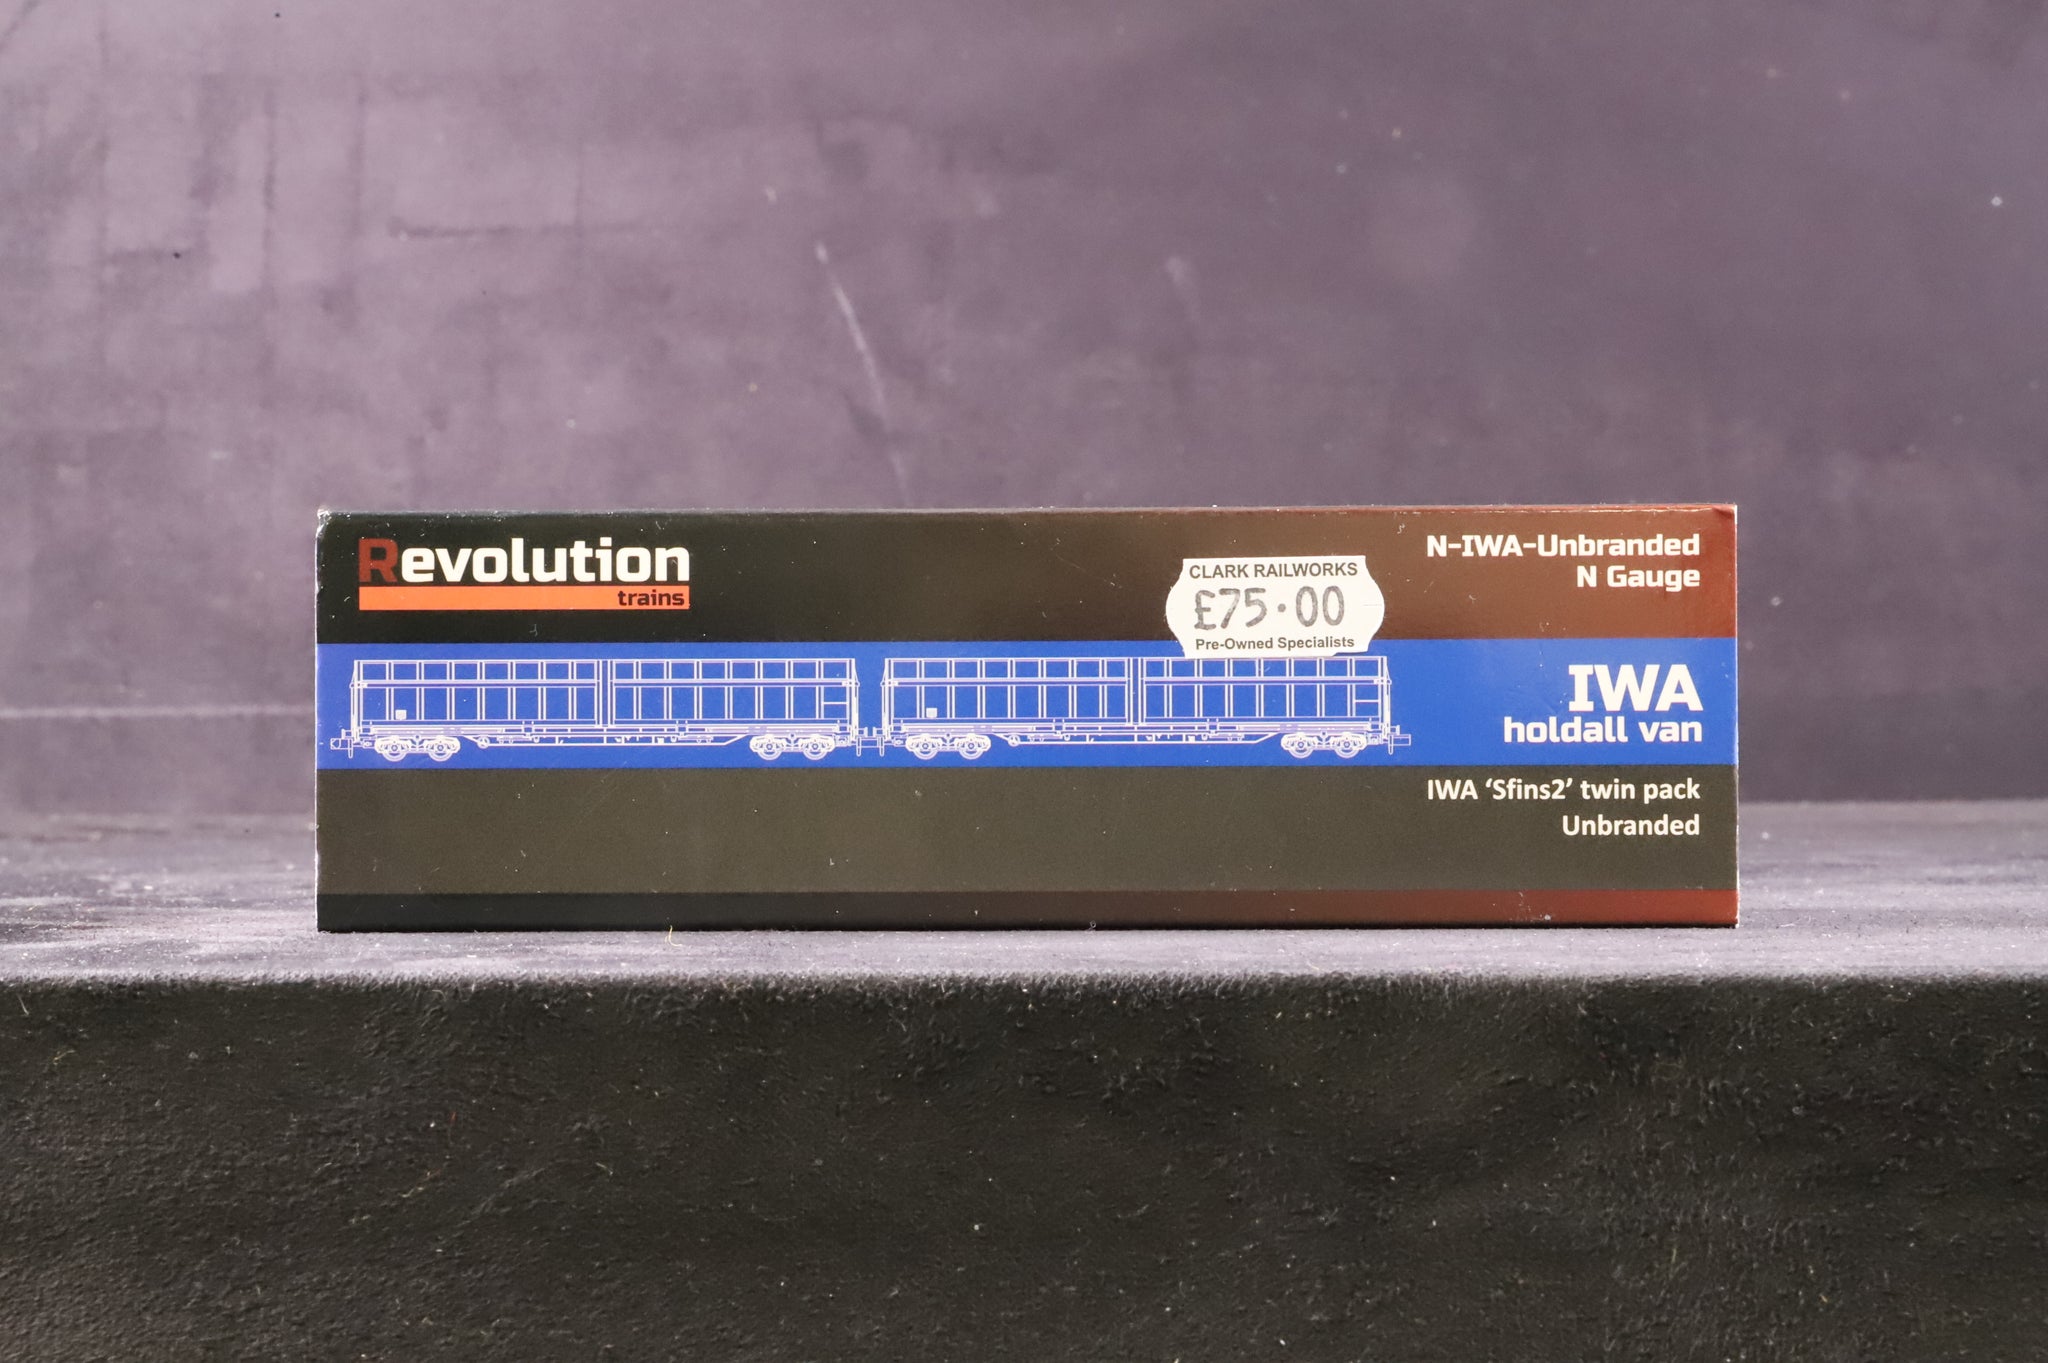 Revolution
trains
CLARK RAILWORKS
£75.00
Pre-Owned Specialists
N-IWA-Unbranded
N Gauge
IWA
holdall van
IWA ‘Sfins2’ twin pack
Unbranded